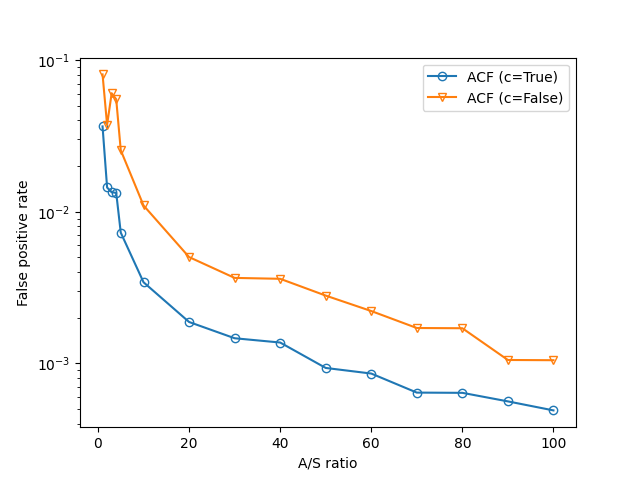 ACF (c=True)
ACF (c=False)
10⁻¹
10⁻²
10⁻³
False positive rate
0 20 40 60 80 100
A/S ratio